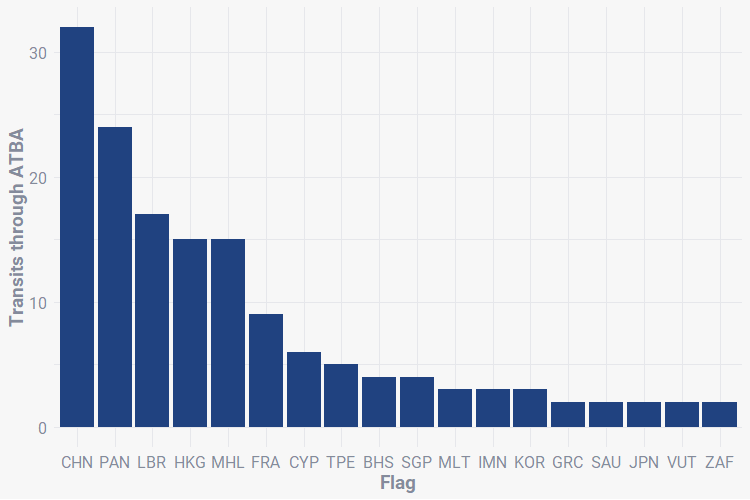 Transits through ATBA
30
20
10
0
CHN PAN LBR HKG MHL FRA CYP TPE BHS SGP MLT IMN KOR GRC SAU JPN VUT ZAF
Flag